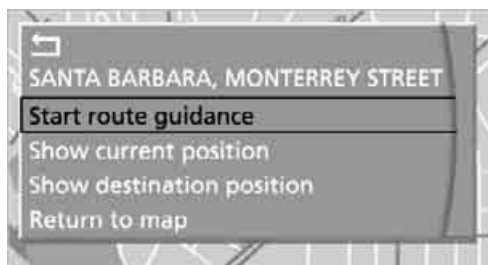 SANTA BARBARA, MONTERREY STREET
Start route guidance
Show current position
Show destination position
Return to map